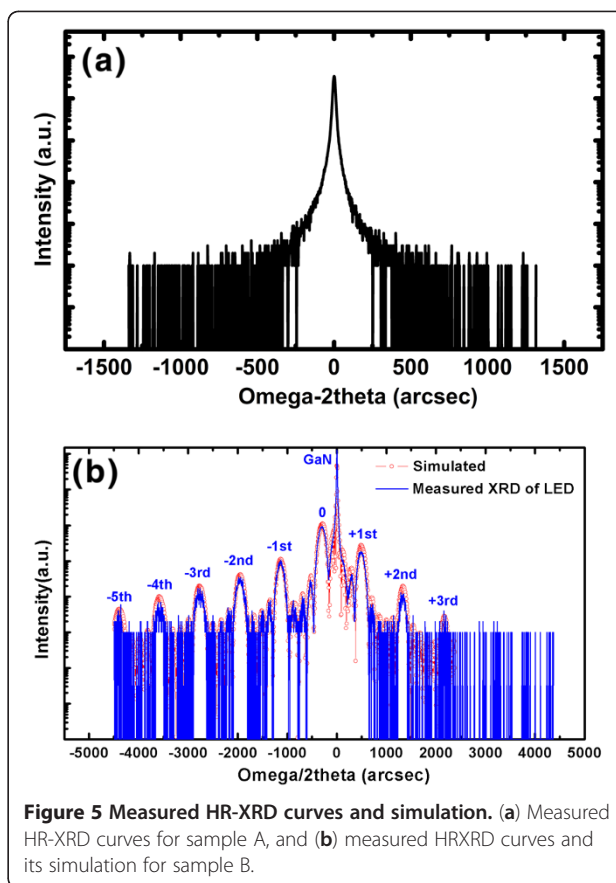 (a)
Intensity (a.u.)
-1500 -1000 -500 0 500 1000 1500
Omega-2theta (arcsec)
(b)
GaN
Simulated
Measured XRD of LED
0
+1st
-1st
-2nd
-3rd
-4th
-5th
+2nd
+3rd
Intensity(a.u.)
-5000 -4000 -3000 -2000 -1000 0 1000 2000 3000 4000 5000
Omega/2theta (arcsec)
Figure 5 Measured HR-XRD curves and simulation. (a) Measured
HR-XRD curves for sample A, and (b) measured HRXRD curves and
its simulation for sample B.